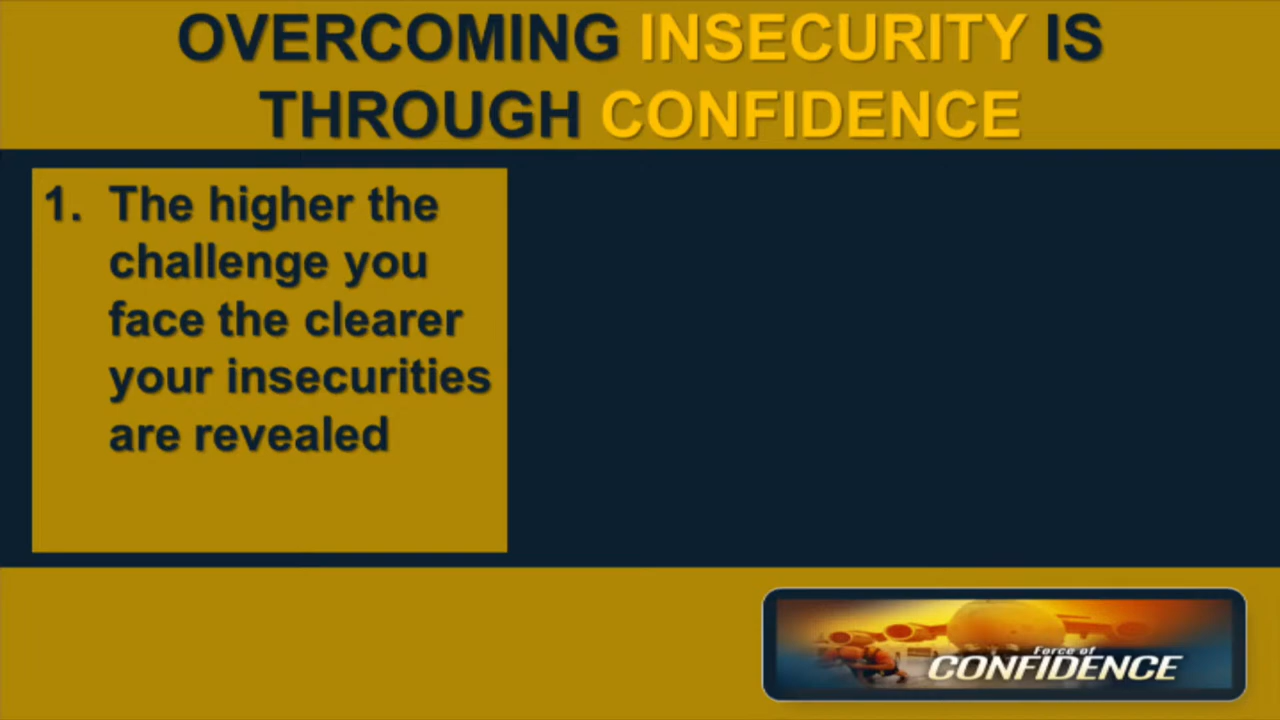 OVERCOMING INSECURITY IS
THROUGH CONFIDENCE
1. The higher the
challenge you
face the clearer
your insecurities
are revealed
Force of
CONFIDENCE